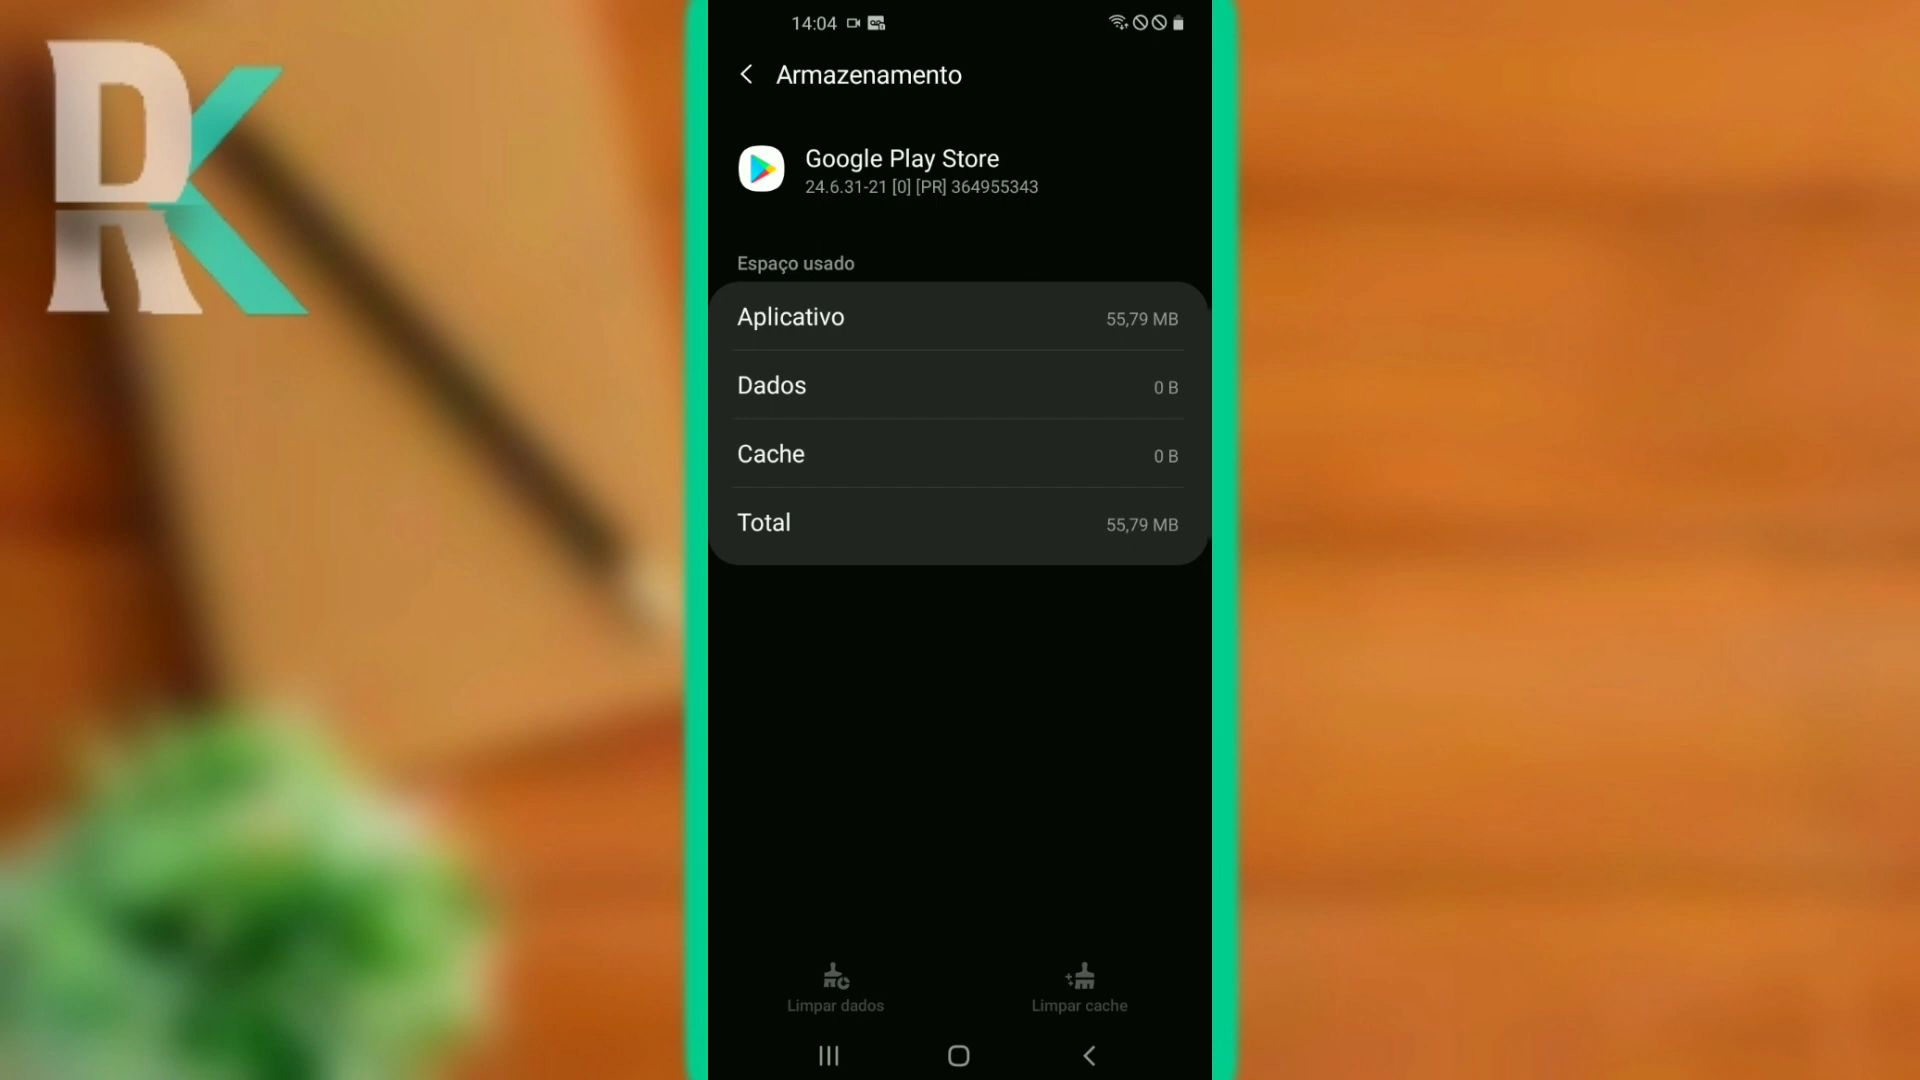 DK
R
14:04
Armazenamento
Google Play Store
24.6.31-21 [0] [PR] 364955343
Espaço usado
Aplicativo 55,79 MB
Dados 0 B
Cache 0 B
Total 55,79 MB
Limpar dados Limpar cache